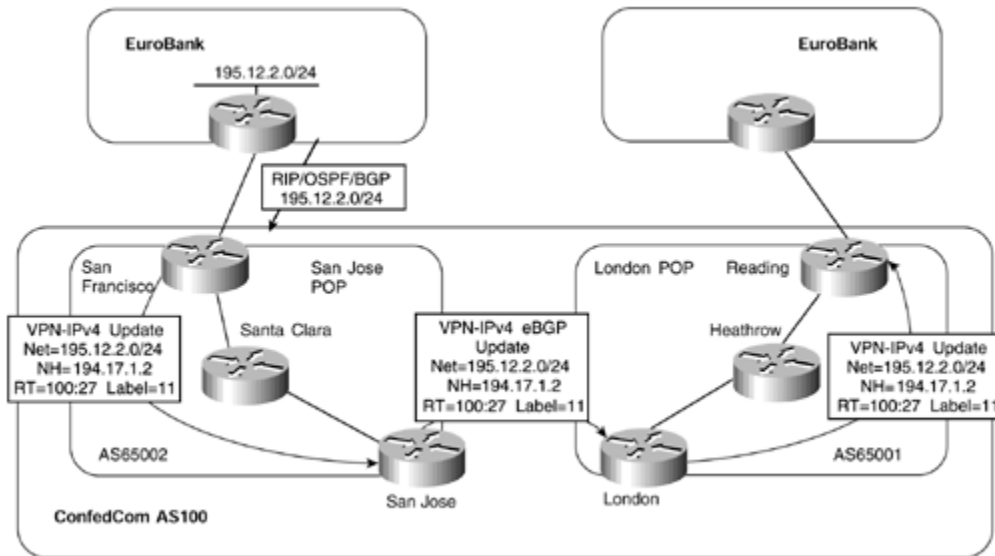 EuroBank
195.12.2.0/24
EuroBank
RIP/OSPF/BGP
195.12.2.0/24
San
Francisco
San Jose
POP
London POP
Reading
VPN-IPv4 Update
Net=195.12.2.0/24
NH=194.17.1.2
RT=100:27 Label=11
Santa Clara
VPN-IPv4 eBGP
Update
Net=195.12.2.0/24
NH=194.17.1.2
RT=100:27 Label=11
Heathrow
VPN-IPv4 Update
Net=195.12.2.0/24
NH=194.17.1.2
RT=100:27 Label=11
AS65002
San Jose
London
AS65001
ConfedCom AS100